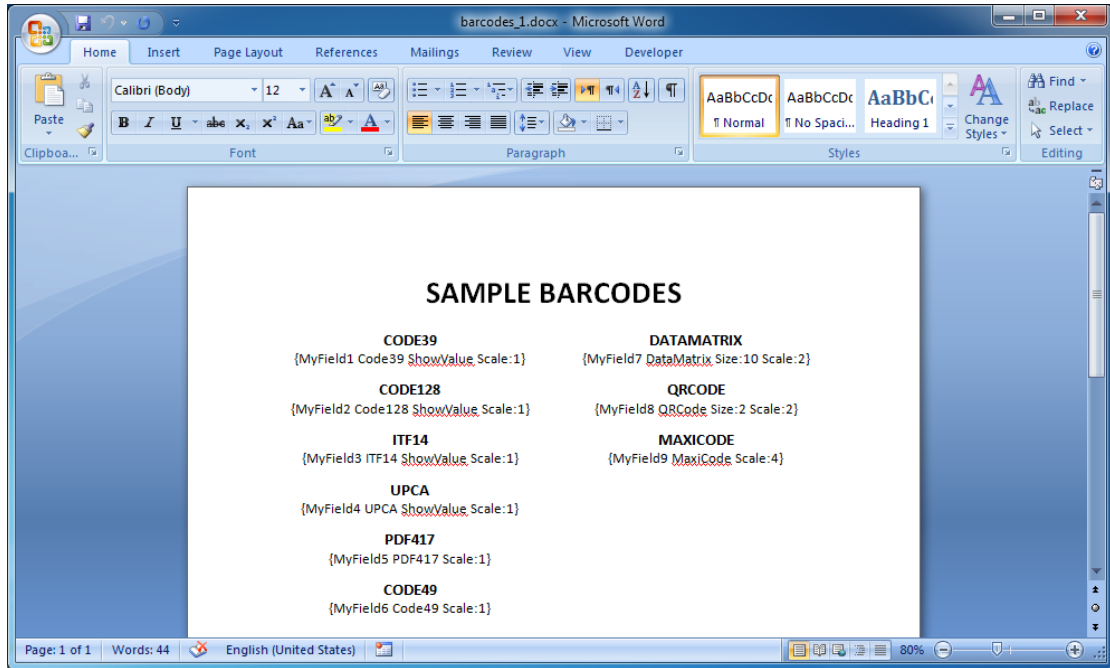 barcodes_1.docx - Microsoft Word
Home Insert Page Layout References Mailings Review View Developer
Paste
Clipboa...
Calibri (Body) 12
B I U abc X₂ X² Aa ab A
Font
Paragraph
AaBbCcDc AaBbCcDc AaBbC
¶ Normal ¶ No Spaci... Heading 1
Change Styles
Styles
Find
Replace
Select
Editing
SAMPLE BARCODES
CODE39
{MyField1 Code39 ShowValue Scale:1}
CODE128
{MyField2 Code128 ShowValue Scale:1}
ITF14
{MyField3 ITF14 ShowValue Scale:1}
UPCA
{MyField4 UPCA ShowValue Scale:1}
PDF417
{MyField5 PDF417 Scale:1}
CODE49
{MyField6 Code49 Scale:1}
DATAMATRIX
{MyField7 DataMatrix Size:10 Scale:2}
QRCODE
{MyField8 QRCode Size:2 Scale:2}
MAXICODE
{MyField9 MaxiCode Scale:4}
Page: 1 of 1 Words: 44 English (United States) 80%